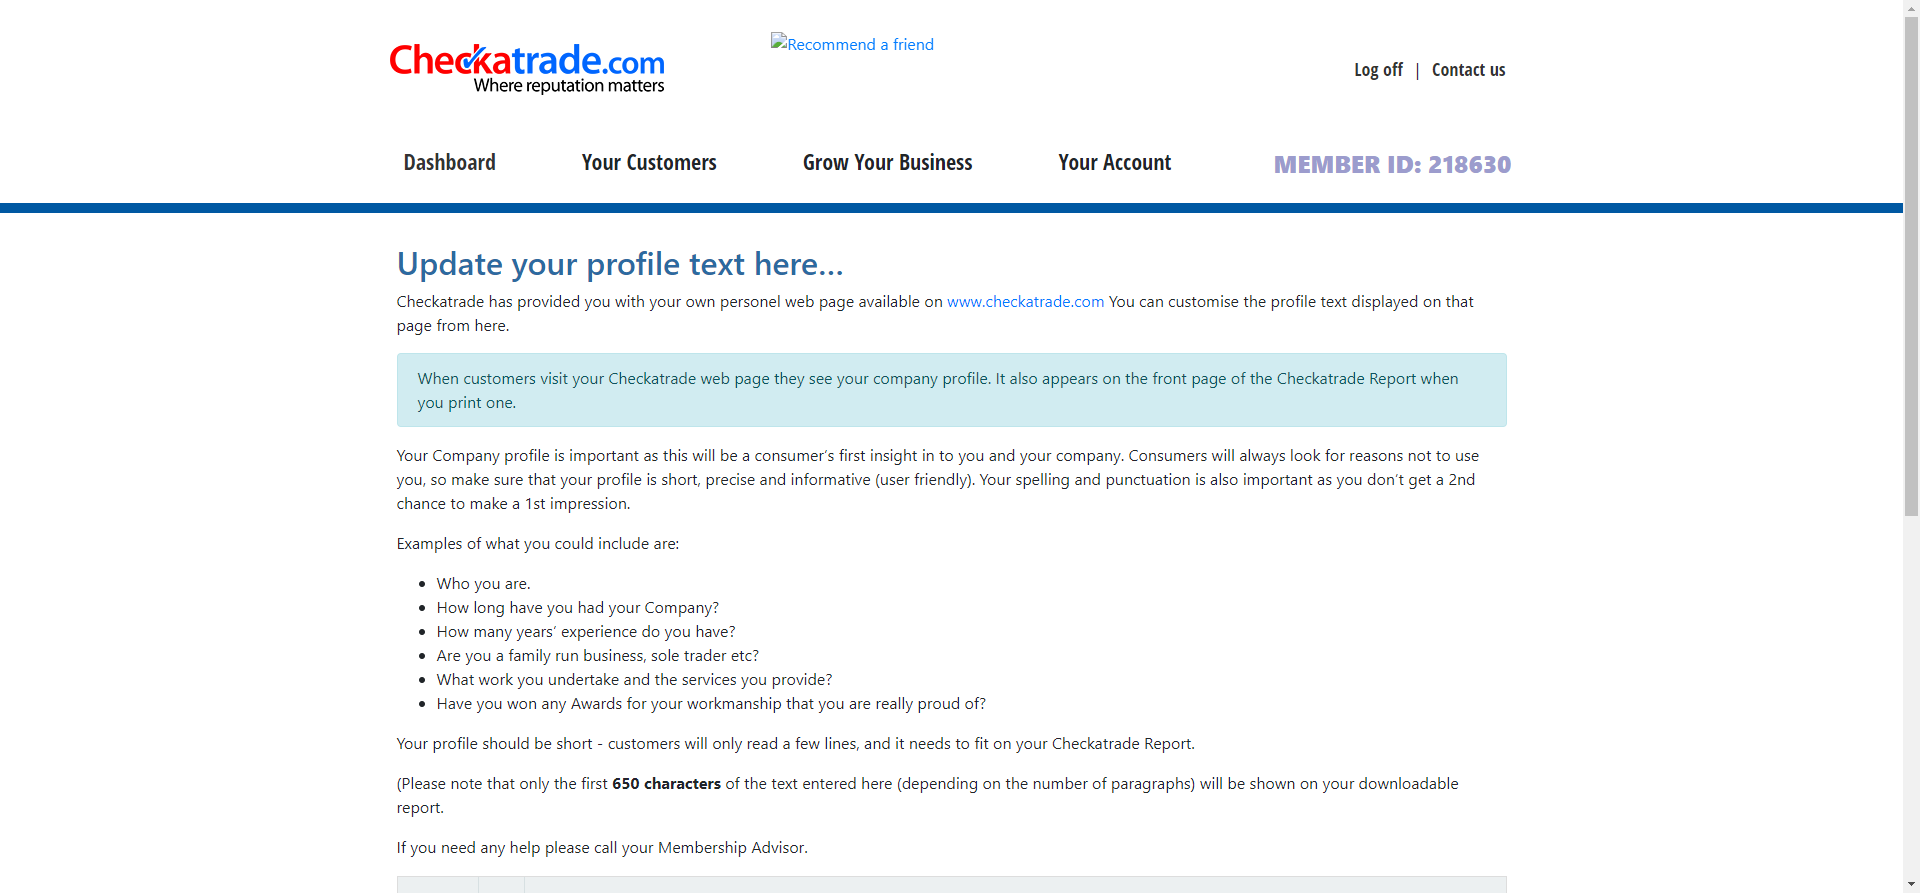 Checkatrade.com
Where reputation matters
Recommend a friend
Log off | Contact us
Dashboard
Your Customers
Grow Your Business
Your Account
MEMBER ID: 218630
Update your profile text here...
Checkatrade has provided you with your own personel web page available on www.checkatrade.com You can customise the profile text displayed on that
page from here.
When customers visit your Checkatrade web page they see your company profile. It also appears on the front page of the Checkatrade Report when
you print one.
Your Company profile is important as this will be a consumer's first insight in to you and your company. Consumers will always look for reasons not to use
you, so make sure that your profile is short, precise and informative (user friendly). Your spelling and punctuation is also important as you don't get a 2nd
chance to make a 1st impression.
Examples of what you could include are:
• Who you are.
• How long have you had your Company?
• How many years' experience do you have?
• Are you a family run business, sole trader etc?
• What work you undertake and the services you provide?
• Have you won any Awards for your workmanship that you are really proud of?
Your profile should be short - customers will only read a few lines, and it needs to fit on your Checkatrade Report.
(Please note that only the first 650 characters of the text entered here (depending on the number of paragraphs) will be shown on your downloadable
report.
If you need any help please call your Membership Advisor.